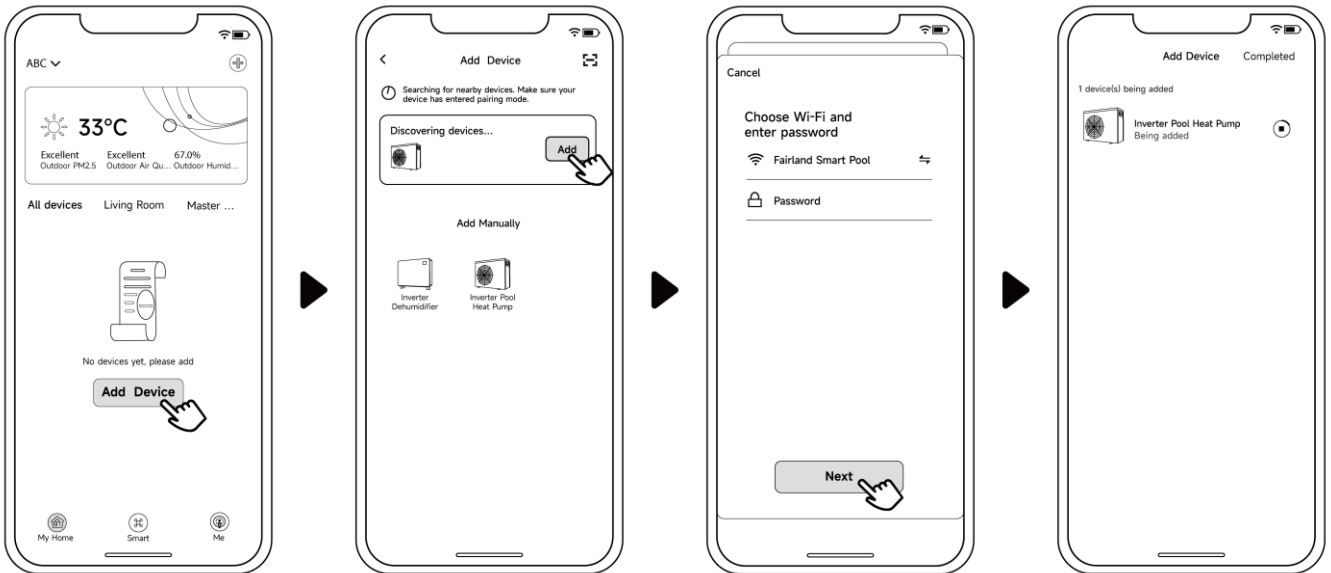 ABC
33°C
Excellent
Outdoor PM2.5
Excellent
Outdoor Air Qu...
67.0%
Outdoor Humid...
All devices
Living Room
Master ...
No devices yet, please add
Add Device
My Home
Smart
Me
Add Device
Searching for nearby devices. Make sure your
device has entered pairing mode.
Discovering devices...
Add
Add Manually
Inverter
Dehumidifier
Inverter Pool
Heat Pump
Cancel
Choose Wi-Fi and
enter password
Fairland Smart Pool
Password
Next
Add Device
Completed
1 device(s) being added
Inverter Pool Heat Pump
Being added